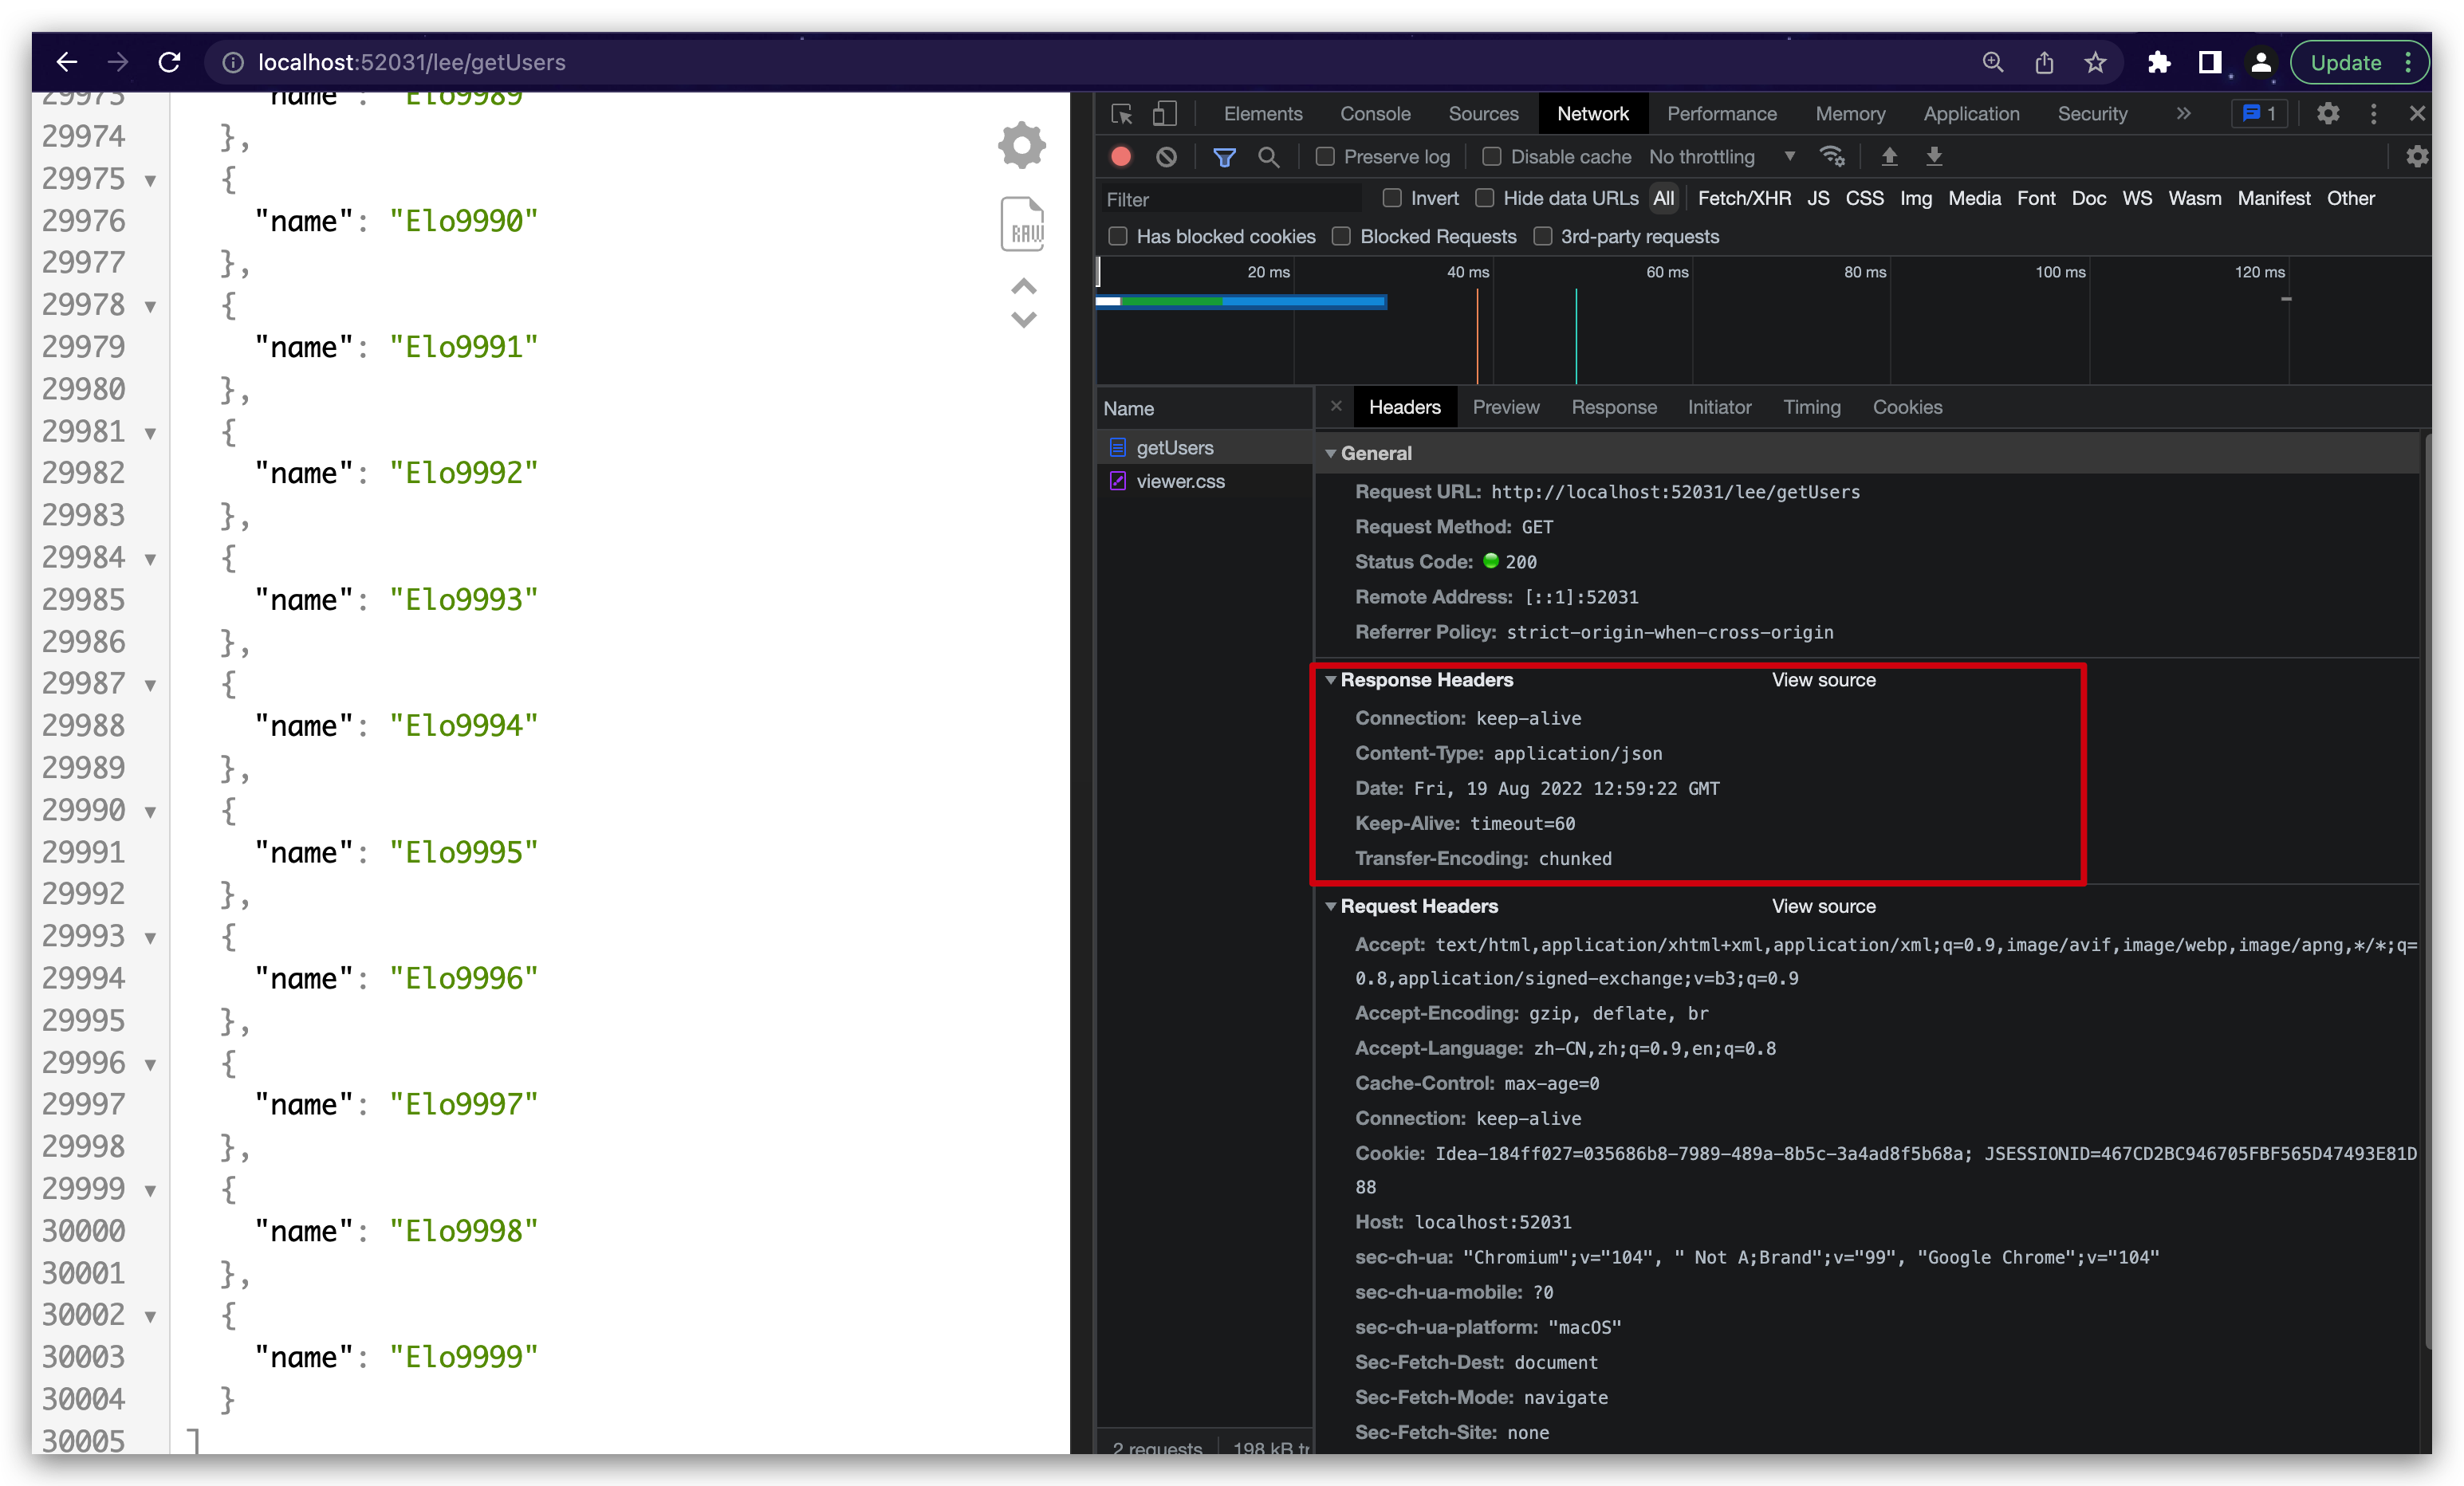 localhost:52031/lee/getUsers
Update
29973 "name": "Elo9989"
29974 },
29975 {
29976 "name": "Elo9990"
29977 },
29978 {
29979 "name": "Elo9991"
29980 },
29981 {
29982 "name": "Elo9992"
29983 },
29984 {
29985 "name": "Elo9993"
29986 },
29987 {
29988 "name": "Elo9994"
29989 },
29990 {
29991 "name": "Elo9995"
29992 },
29993 {
29994 "name": "Elo9996"
29995 },
29996 {
29997 "name": "Elo9997"
29998 },
29999 {
30000 "name": "Elo9998"
30001 },
30002 {
30003 "name": "Elo9999"
30004 }
30005 ]
RAW
Elements Console Sources Network Performance Memory Application Security » 1
Preserve log Disable cache No throttling
Filter Invert Hide data URLs All Fetch/XHR JS CSS Img Media Font Doc WS Wasm Manifest Other
Has blocked cookies Blocked Requests 3rd-party requests
20 ms 40 ms 60 ms 80 ms 100 ms 120 ms
Name
getUsers
viewer.css
2 requests 198 kB tr
Headers Preview Response Initiator Timing Cookies
General
Request URL: http://localhost:52031/lee/getUsers
Request Method: GET
Status Code: 200
Remote Address: [::1]:52031
Referrer Policy: strict-origin-when-cross-origin
Response Headers View source
Connection: keep-alive
Content-Type: application/json
Date: Fri, 19 Aug 2022 12:59:22 GMT
Keep-Alive: timeout=60
Transfer-Encoding: chunked
Request Headers View source
Accept: text/html,application/xhtml+xml,application/xml;q=0.9,image/avif,image/webp,image/apng,*/*;q=
0.8,application/signed-exchange;v=b3;q=0.9
Accept-Encoding: gzip, deflate, br
Accept-Language: zh-CN,zh;q=0.9,en;q=0.8
Cache-Control: max-age=0
Connection: keep-alive
Cookie: Idea-184ff027=035686b8-7989-489a-8b5c-3a4ad8f5b68a; JSESSIONID=467CD2BC946705FBF565D47493E81D
88
Host: localhost:52031
sec-ch-ua: "Chromium";v="104", " Not A;Brand";v="99", "Google Chrome";v="104"
sec-ch-ua-mobile: ?0
sec-ch-ua-platform: "macOS"
Sec-Fetch-Dest: document
Sec-Fetch-Mode: navigate
Sec-Fetch-Site: none